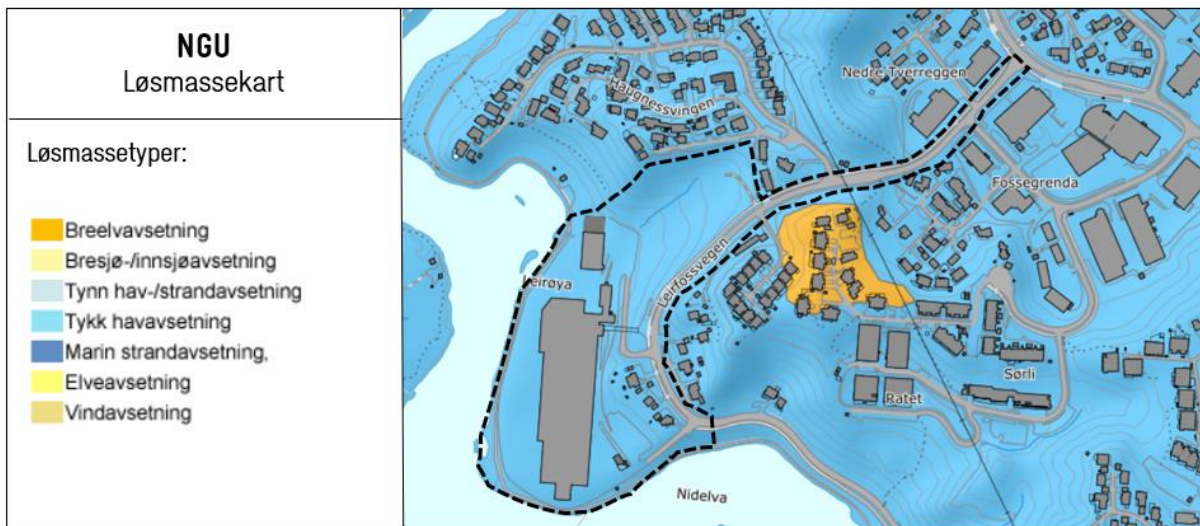 NGU
Løsmassekart
Løsmassetyper:
Breelvavsetning
Bresjø-/innsjøavsetning
Tynn hav-/strandavsetning
Tykk havavsetning
Marin strandavsetning,
Elveavsetning
Vindavsetning
Haugnessvingen
Nedre Tverreggen
Fossegrenda
Leirfossvegen
Leirøya
Sørli
Ratet
Nidelva